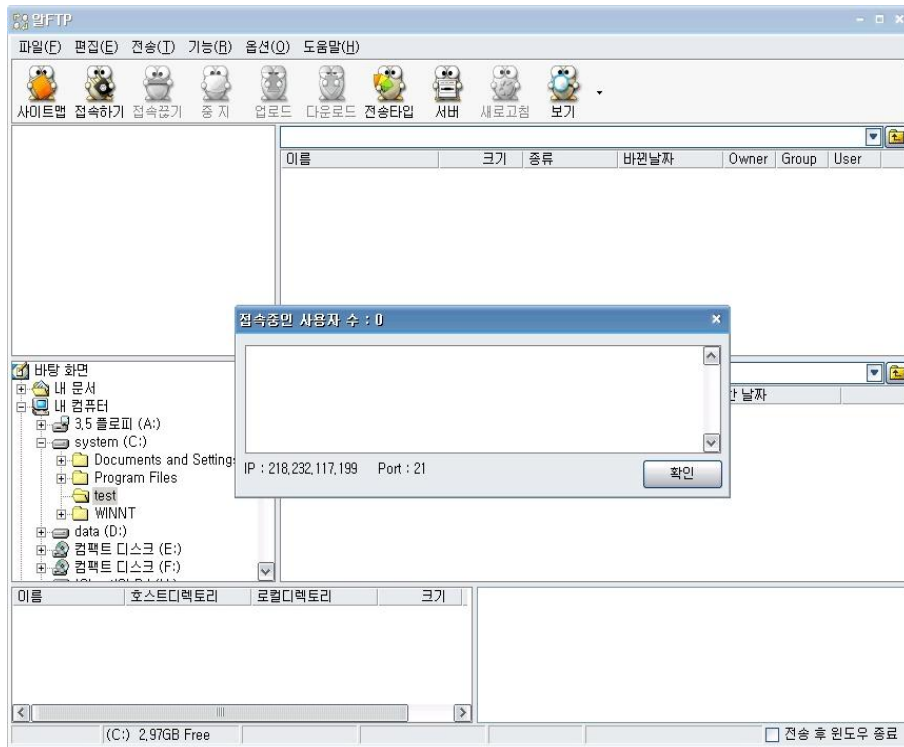 알FTP
파일(F) 편집(E) 전송(T) 기능(R) 옵션(O) 도움말(H)
사이트맵 접속하기 접속끊기 중 지 업로드 다운로드 전송타입 서버 새로고침 보기
이름 크기 종류 바뀐날짜 Owner Group User
접속중인 사용자 수 : 0
IP : 218,232,117,199 Port : 21
확인
날짜
바탕 화면
내 문서
내 컴퓨터
3,5 플로피 (A:)
system (C:)
Documents and Setting
Program Files
test
WINNT
data (D:)
컴팩트 디스크 (E:)
컴팩트 디스크 (F:)
이름 호스트디렉토리 로컬디렉토리 크기
(C:) 2,97GB Free
전송 후 윈도우 종료